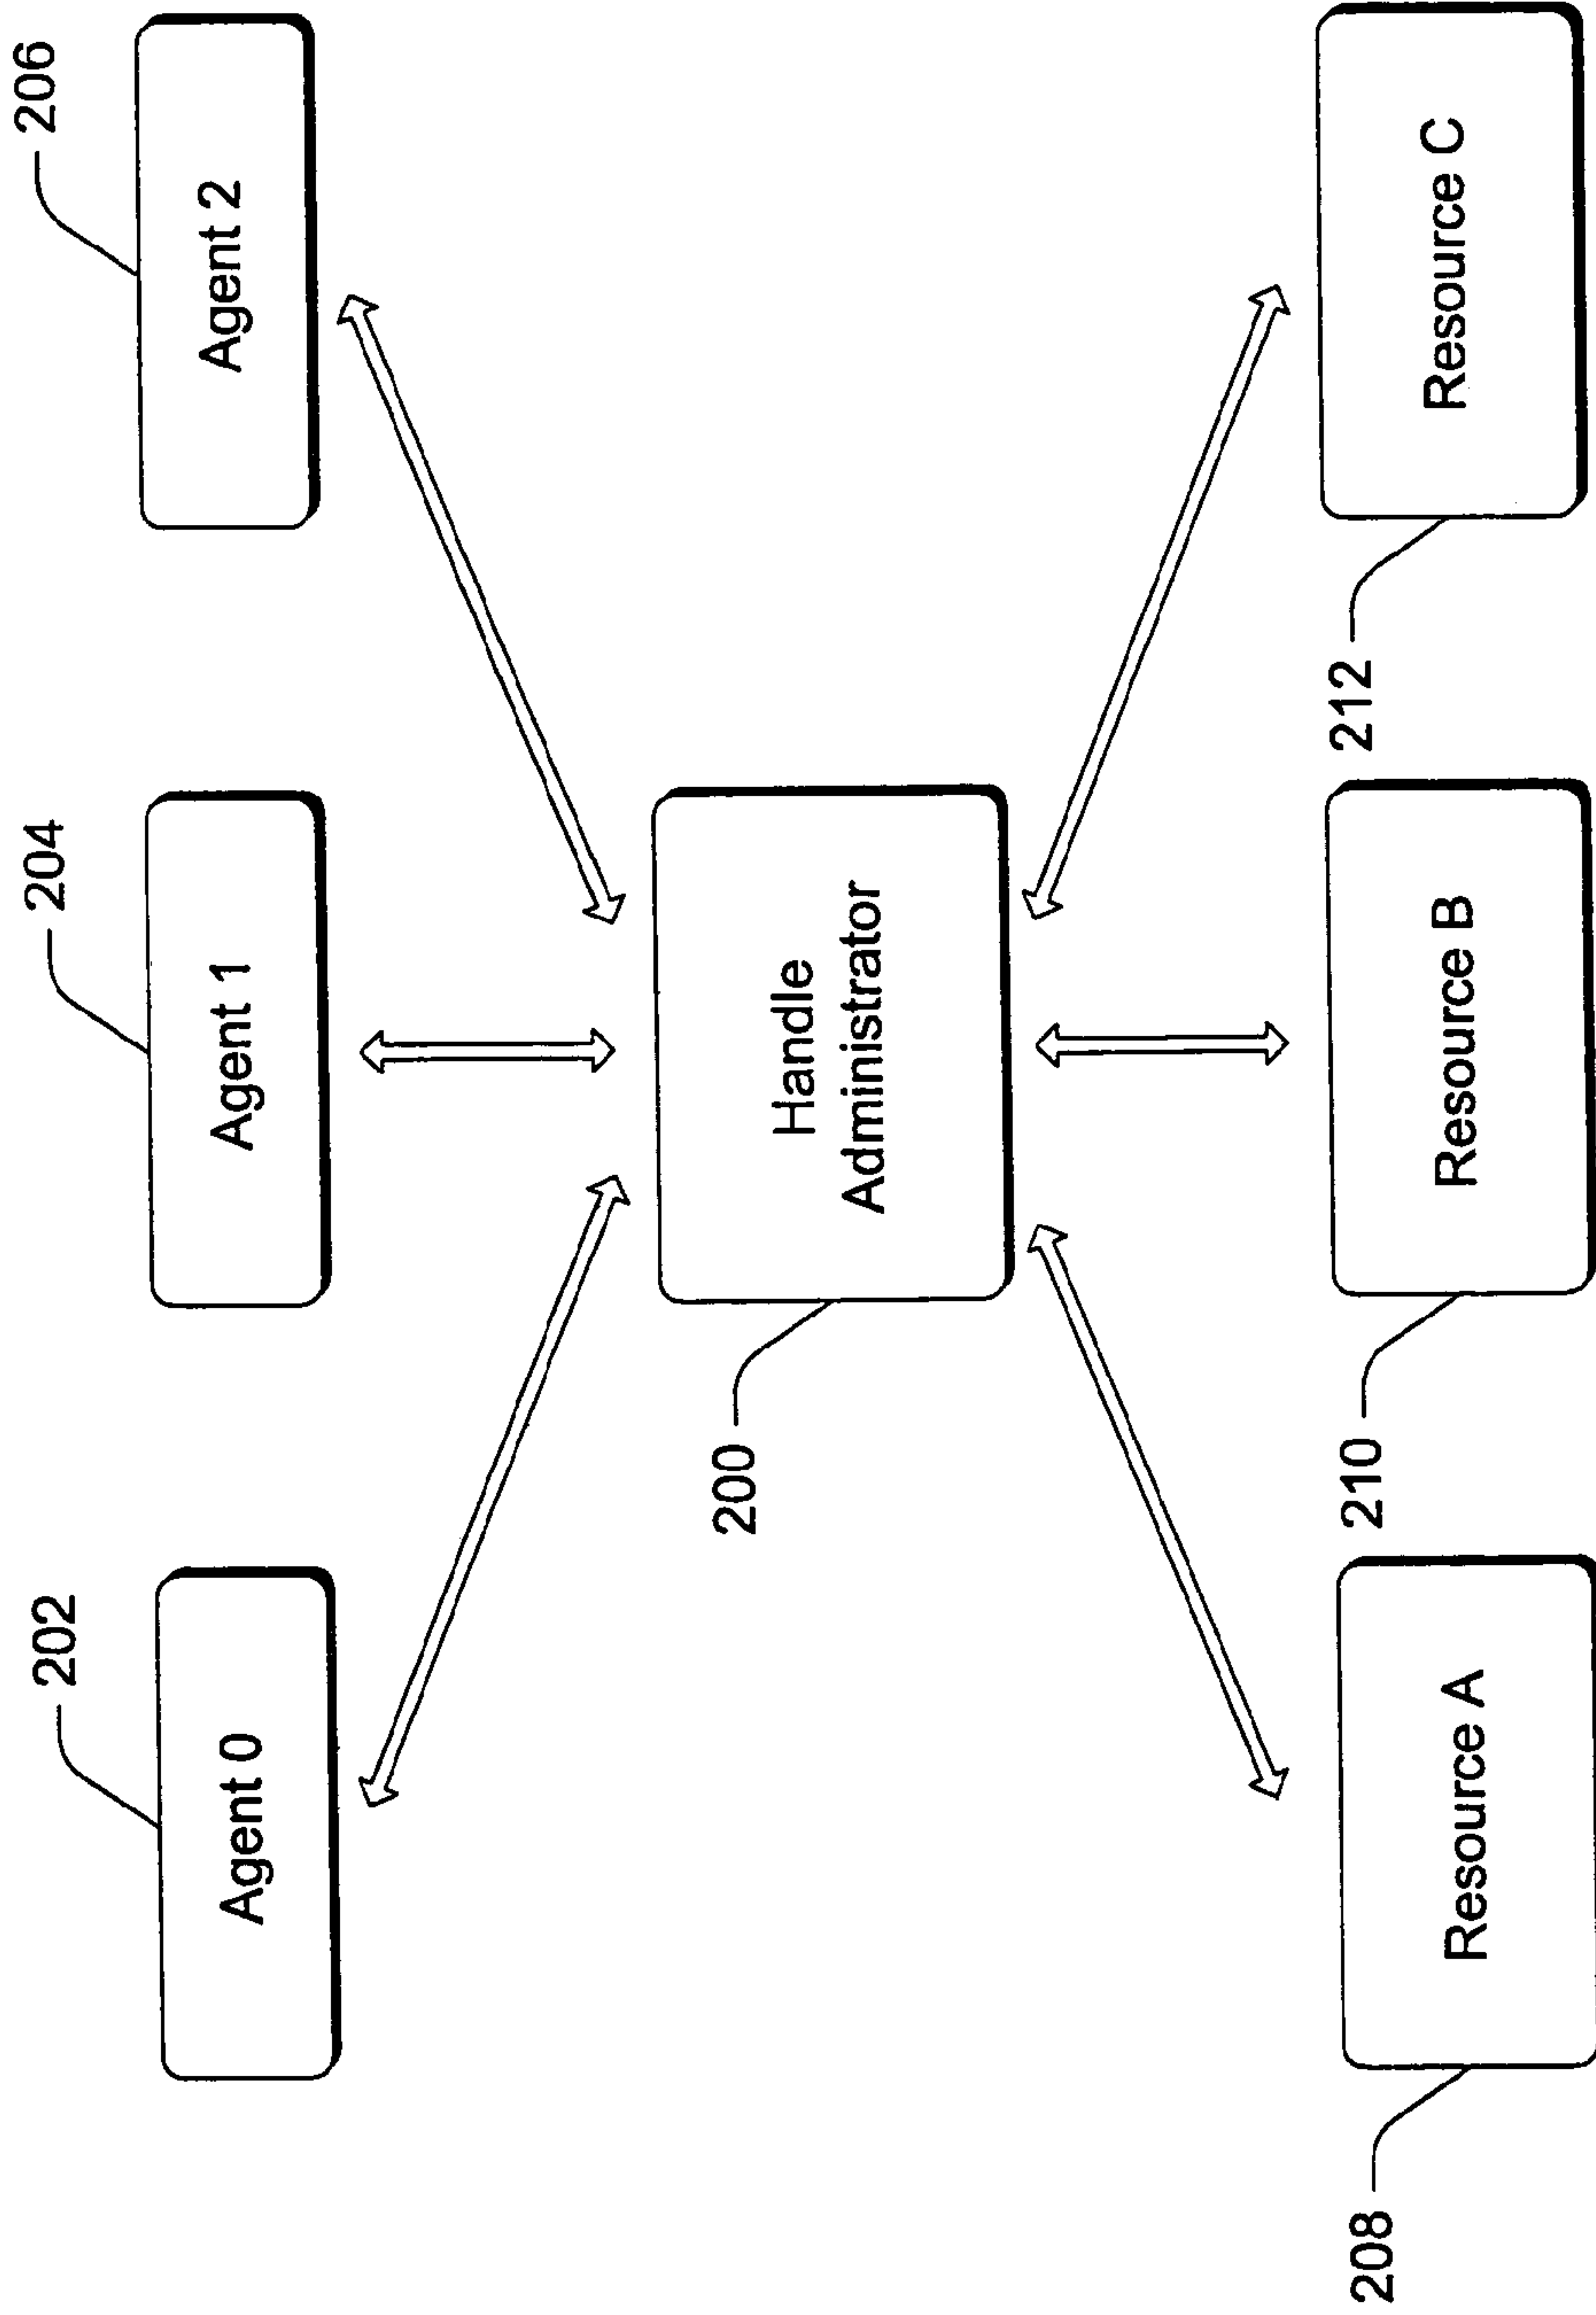 202
204
206
Agent 0
Agent 1
Agent 2
200
Handle
Administrator
208
210
212
Resource A
Resource B
Resource C